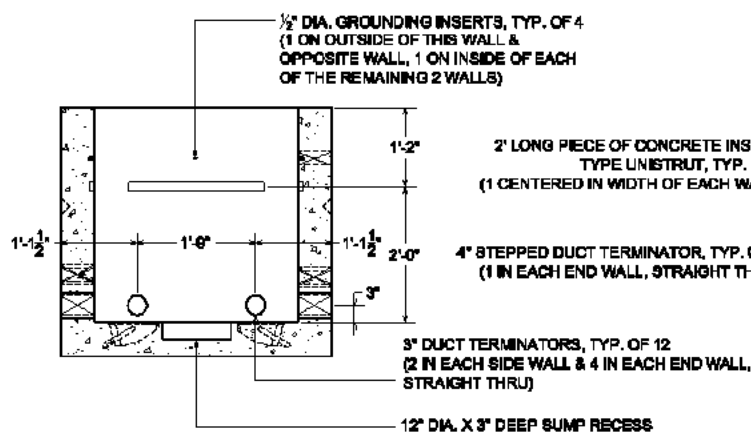 ½" DIA. GROUNDING INSERTS, TYP. OF 4
(1 ON OUTSIDE OF THIS WALL &
OPPOSITE WALL, 1 ON INSIDE OF EACH
OF THE REMAINING 2 WALLS)
1'-2"
2' LONG PIECE OF CONCRETE INS
TYPE UNISTRUT, TYP.
(1 CENTERED IN WIDTH OF EACH WA
1'-1½"
1'-9"
1'-1½"
2'-0"
4" STEPPED DUCT TERMINATOR, TYP.
(1 IN EACH END WALL, STRAIGHT TH
3"
3" DUCT TERMINATORS, TYP. OF 12
(2 IN EACH SIDE WALL & 4 IN EACH END WALL,
STRAIGHT THRU)
12" DIA. X 3" DEEP SUMP RECESS